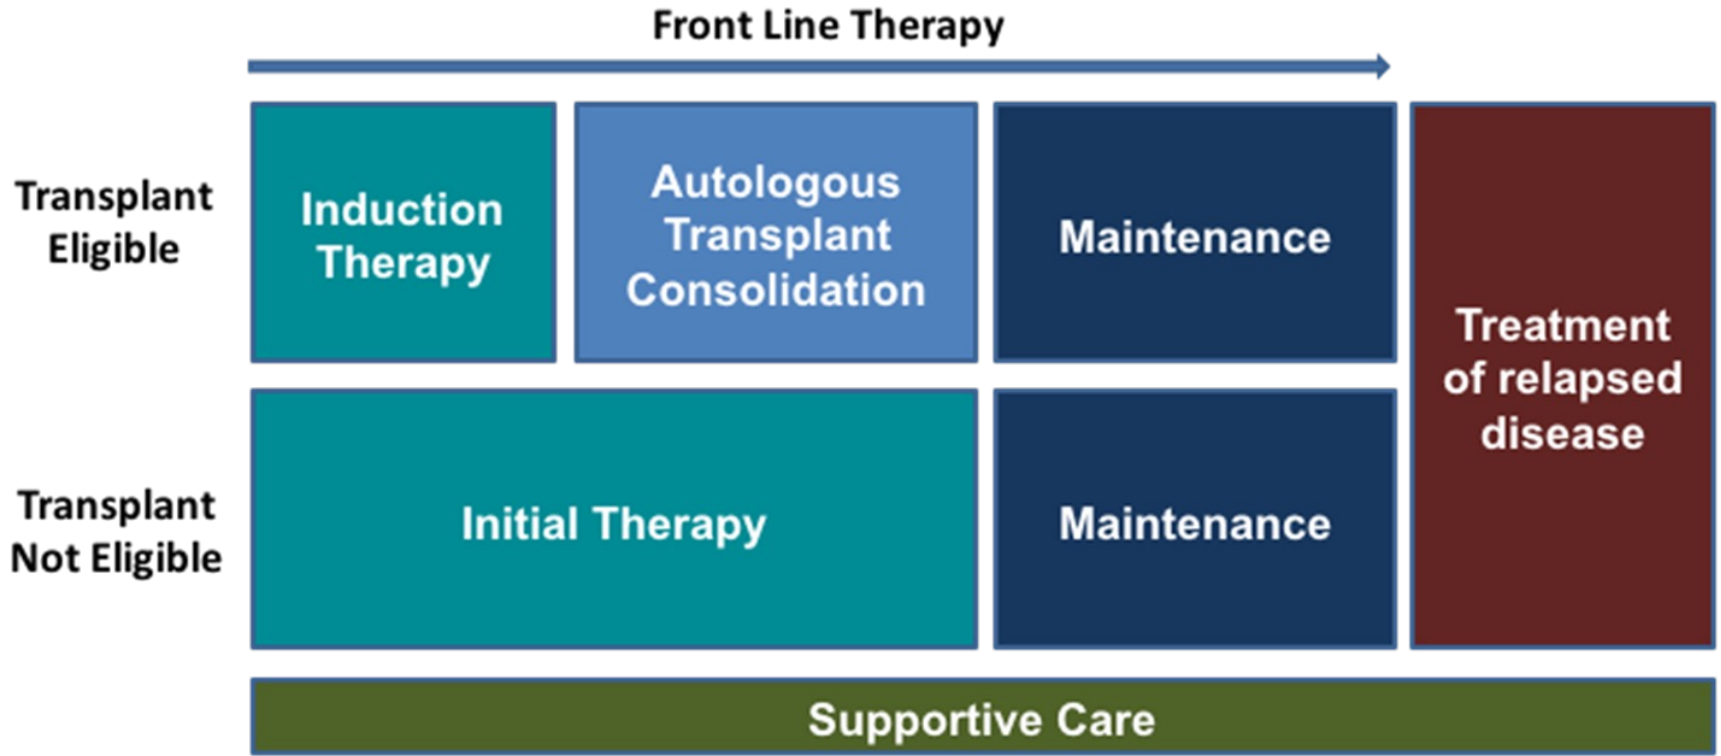 Front Line Therapy
Transplant
Eligible
Induction
Therapy
Autologous
Transplant
Consolidation
Maintenance
Treatment
of relapsed
disease
Transplant
Not Eligible
Initial Therapy
Maintenance
Supportive Care